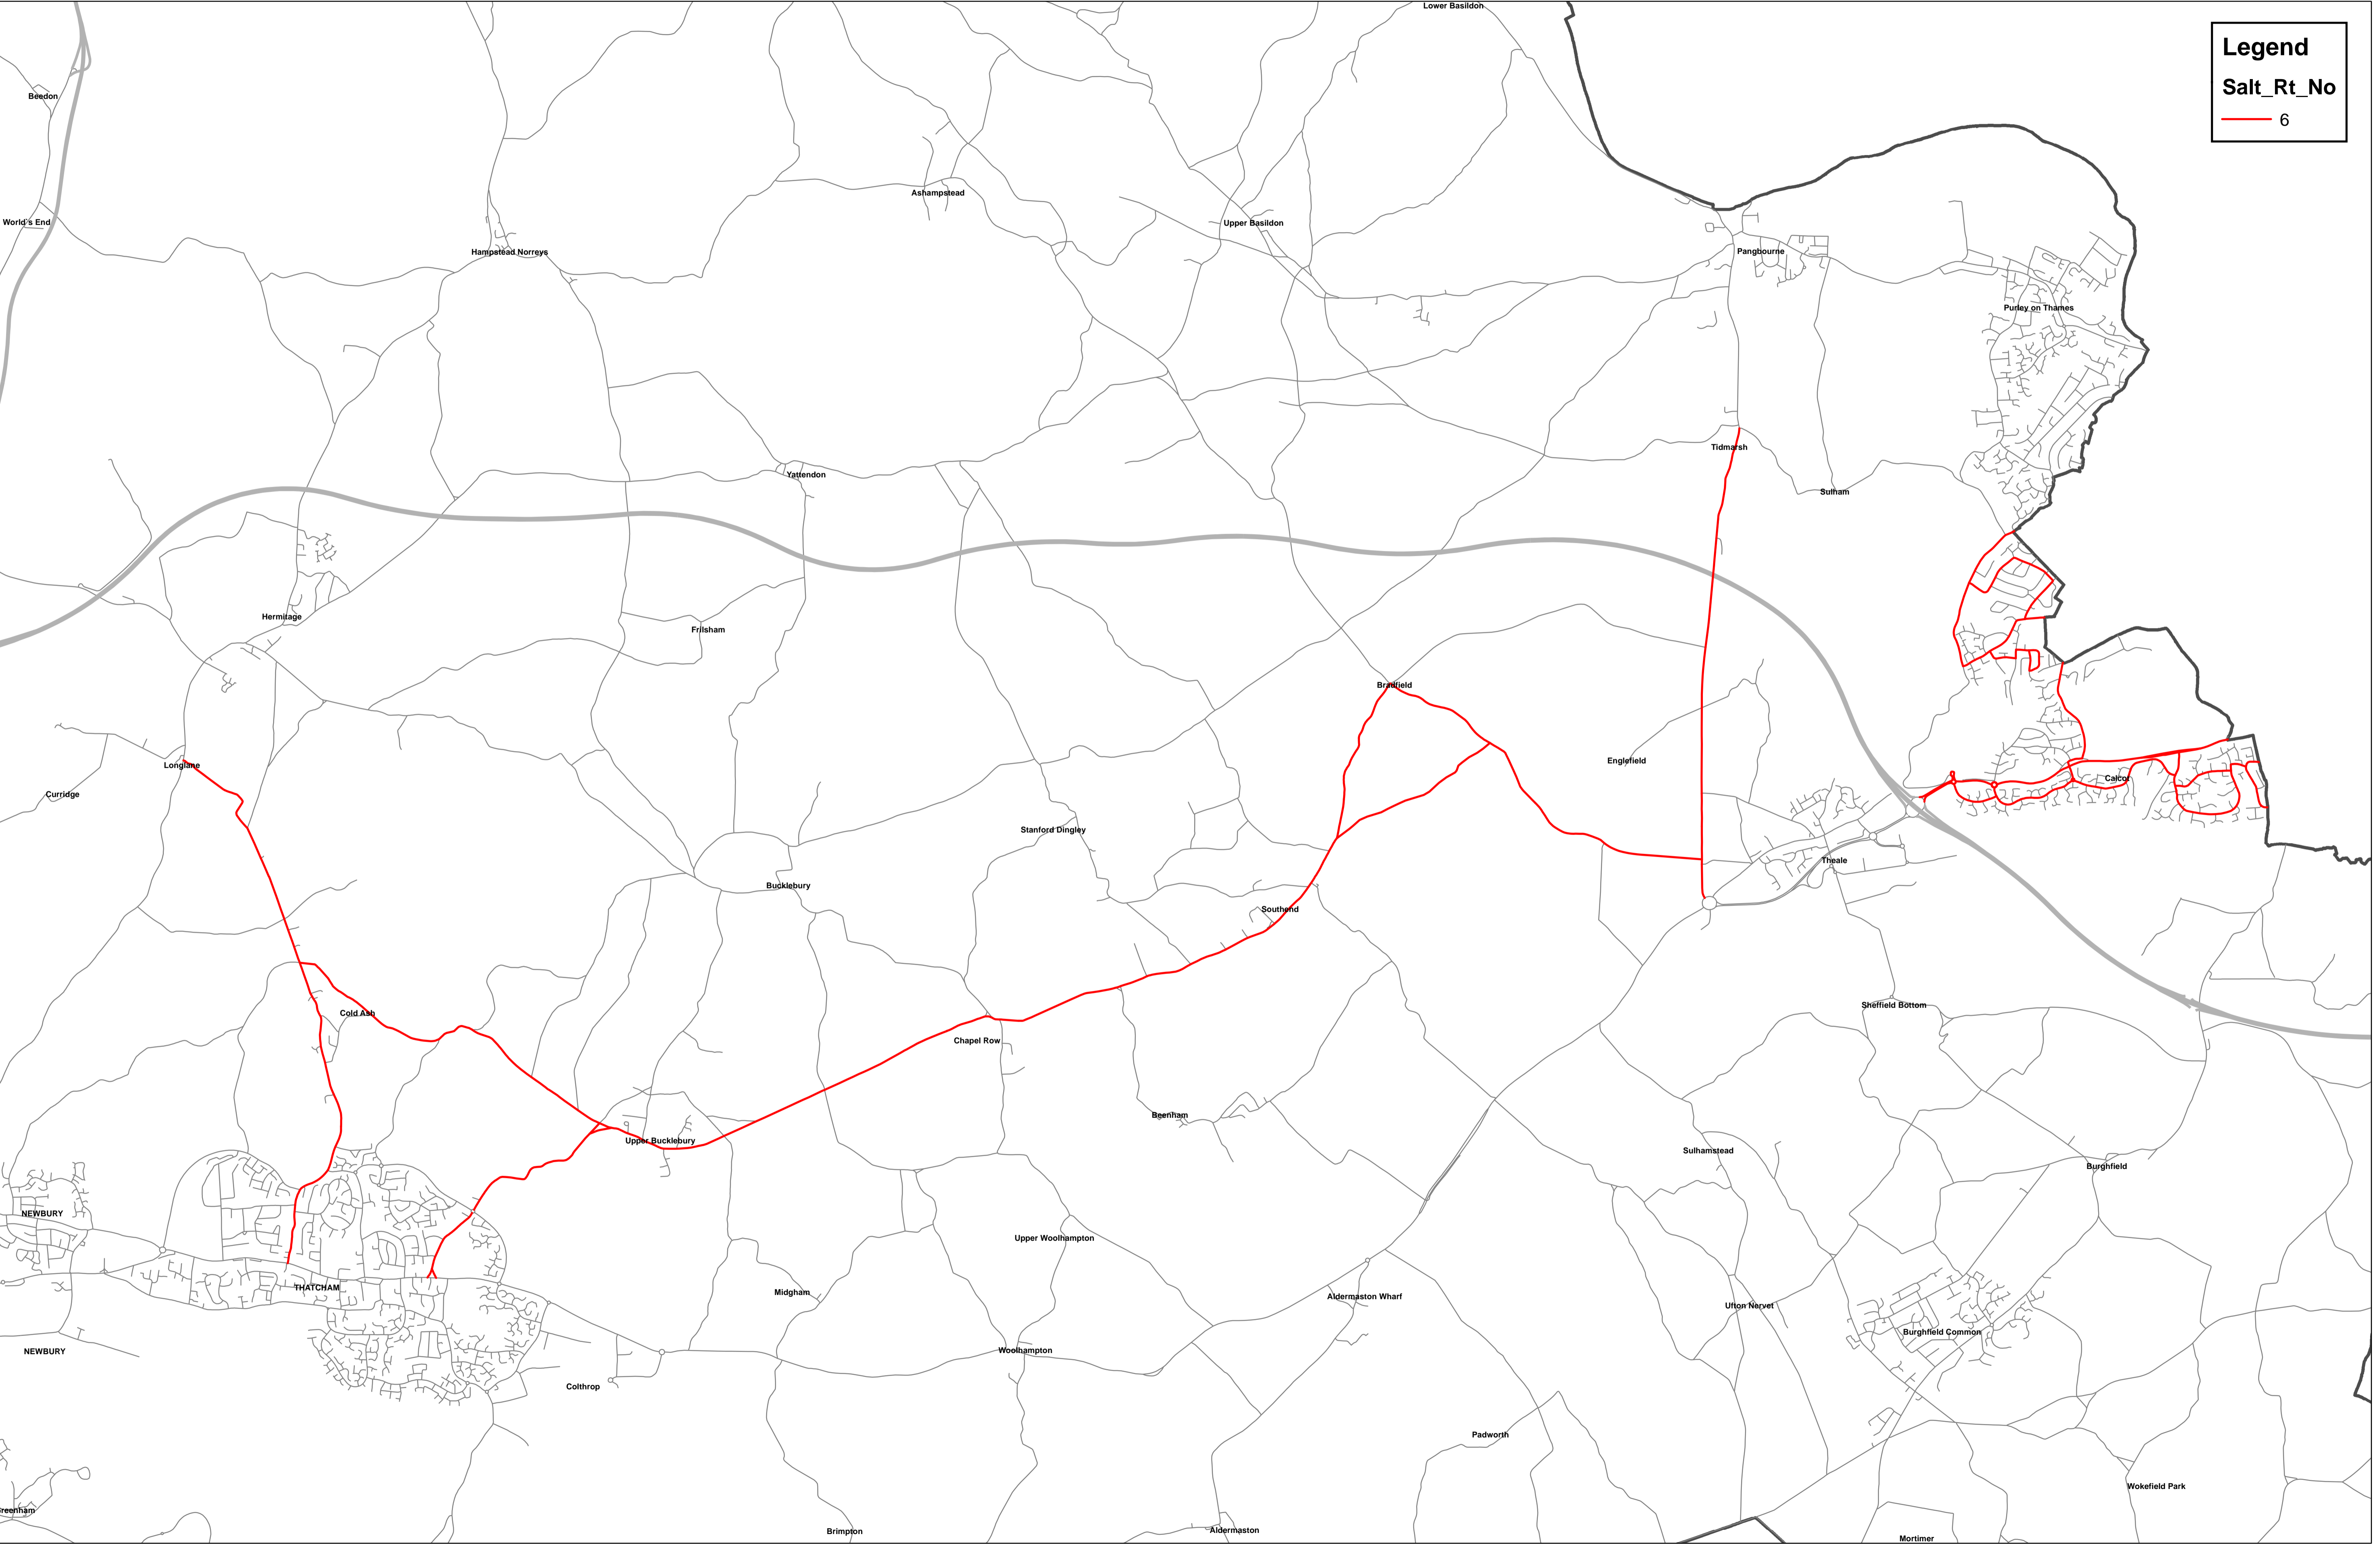 Lower Basildon
Legend
Salt_Rt_No
6
Beedon
Ashampstead
World's End
Upper Basildon
Hampstead Norreys
Pangbourne
Purley on Thames
Tidmarsh
Yattendon
Sulham
Hermitage
Frilsham
Bradfield
Englefield
Longlane
Calcot
Curridge
Stanford Dingley
Theale
Bucklebury
Southend
Sheffield Bottom
Cold Ash
Chapel Row
Beenham
Upper Bucklebury
Sulhamstead
Burghfield
NEWBURY
Upper Woolhampton
THATCHAM
Midgham
Aldermaston Wharf
Ufton Nervet
Burghfield Common
NEWBURY
Woolhampton
Colthrop
Padworth
Wokefield Park
reenham
Brimpton
Aldermaston
Mortimer